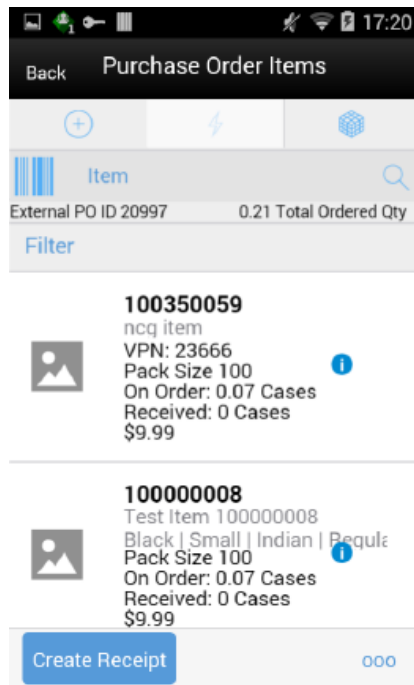 17:20
Back Purchase Order Items
Item
External PO ID 20997 0.21 Total Ordered Qty
Filter
100350059
ncq item
VPN: 23666
Pack Size 100
On Order: 0.07 Cases
Received: 0 Cases
$9.99
100000008
Test Item 100000008
Black | Small | Indian | Regula
Pack Size 100
On Order: 0.07 Cases
Received: 0 Cases
$9.99
Create Receipt ooo